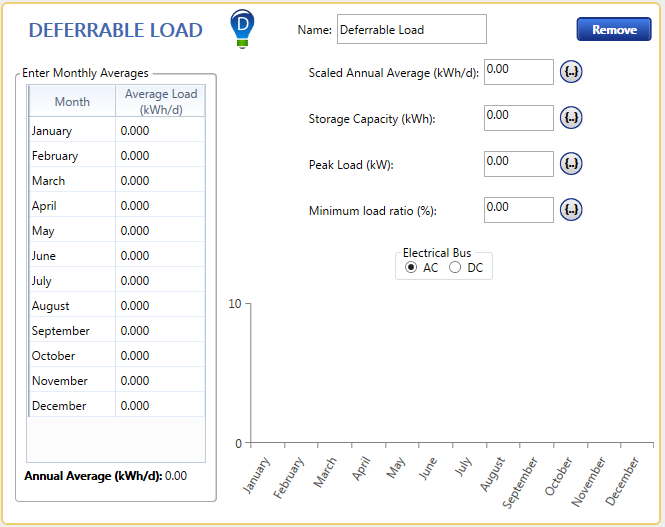 DEFERRABLE LOAD
D
Name: Deferrable Load
Remove
Enter Monthly Averages
Month Average Load (kWh/d)
January 0.000
February 0.000
March 0.000
April 0.000
May 0.000
June 0.000
July 0.000
August 0.000
September 0.000
October 0.000
November 0.000
December 0.000
Annual Average (kWh/d): 0.00
Scaled Annual Average (kWh/d): 0.00 {..}
Storage Capacity (kWh): 0.00 {..}
Peak Load (kW): 0.00 {..}
Minimum load ratio (%): 0.00 {..}
Electrical Bus
AC DC
10
0
January February March April May June July August September October November December